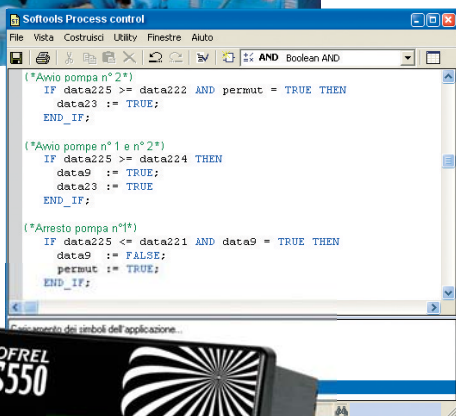 Softools Process control
File Vista Costruisci Utility Finestre Aiuto
AND Boolean AND
(*Avvio pompa n° 2*)
IF data225 >= data222 AND permut = TRUE THEN
data23 := TRUE;
END_IF;
(*Avvio pompe n° 1 e n° 2*)
IF data225 >= data224 THEN
data9 := TRUE;
data23 := TRUE
END_IF;
(*Arresto pompa n°1*)
IF data225 <= data221 AND data9 = TRUE THEN
data9 := FALSE;
permut := TRUE;
END_IF;
Caricamento dei simboli dell'applicazione...
OFREL
S550